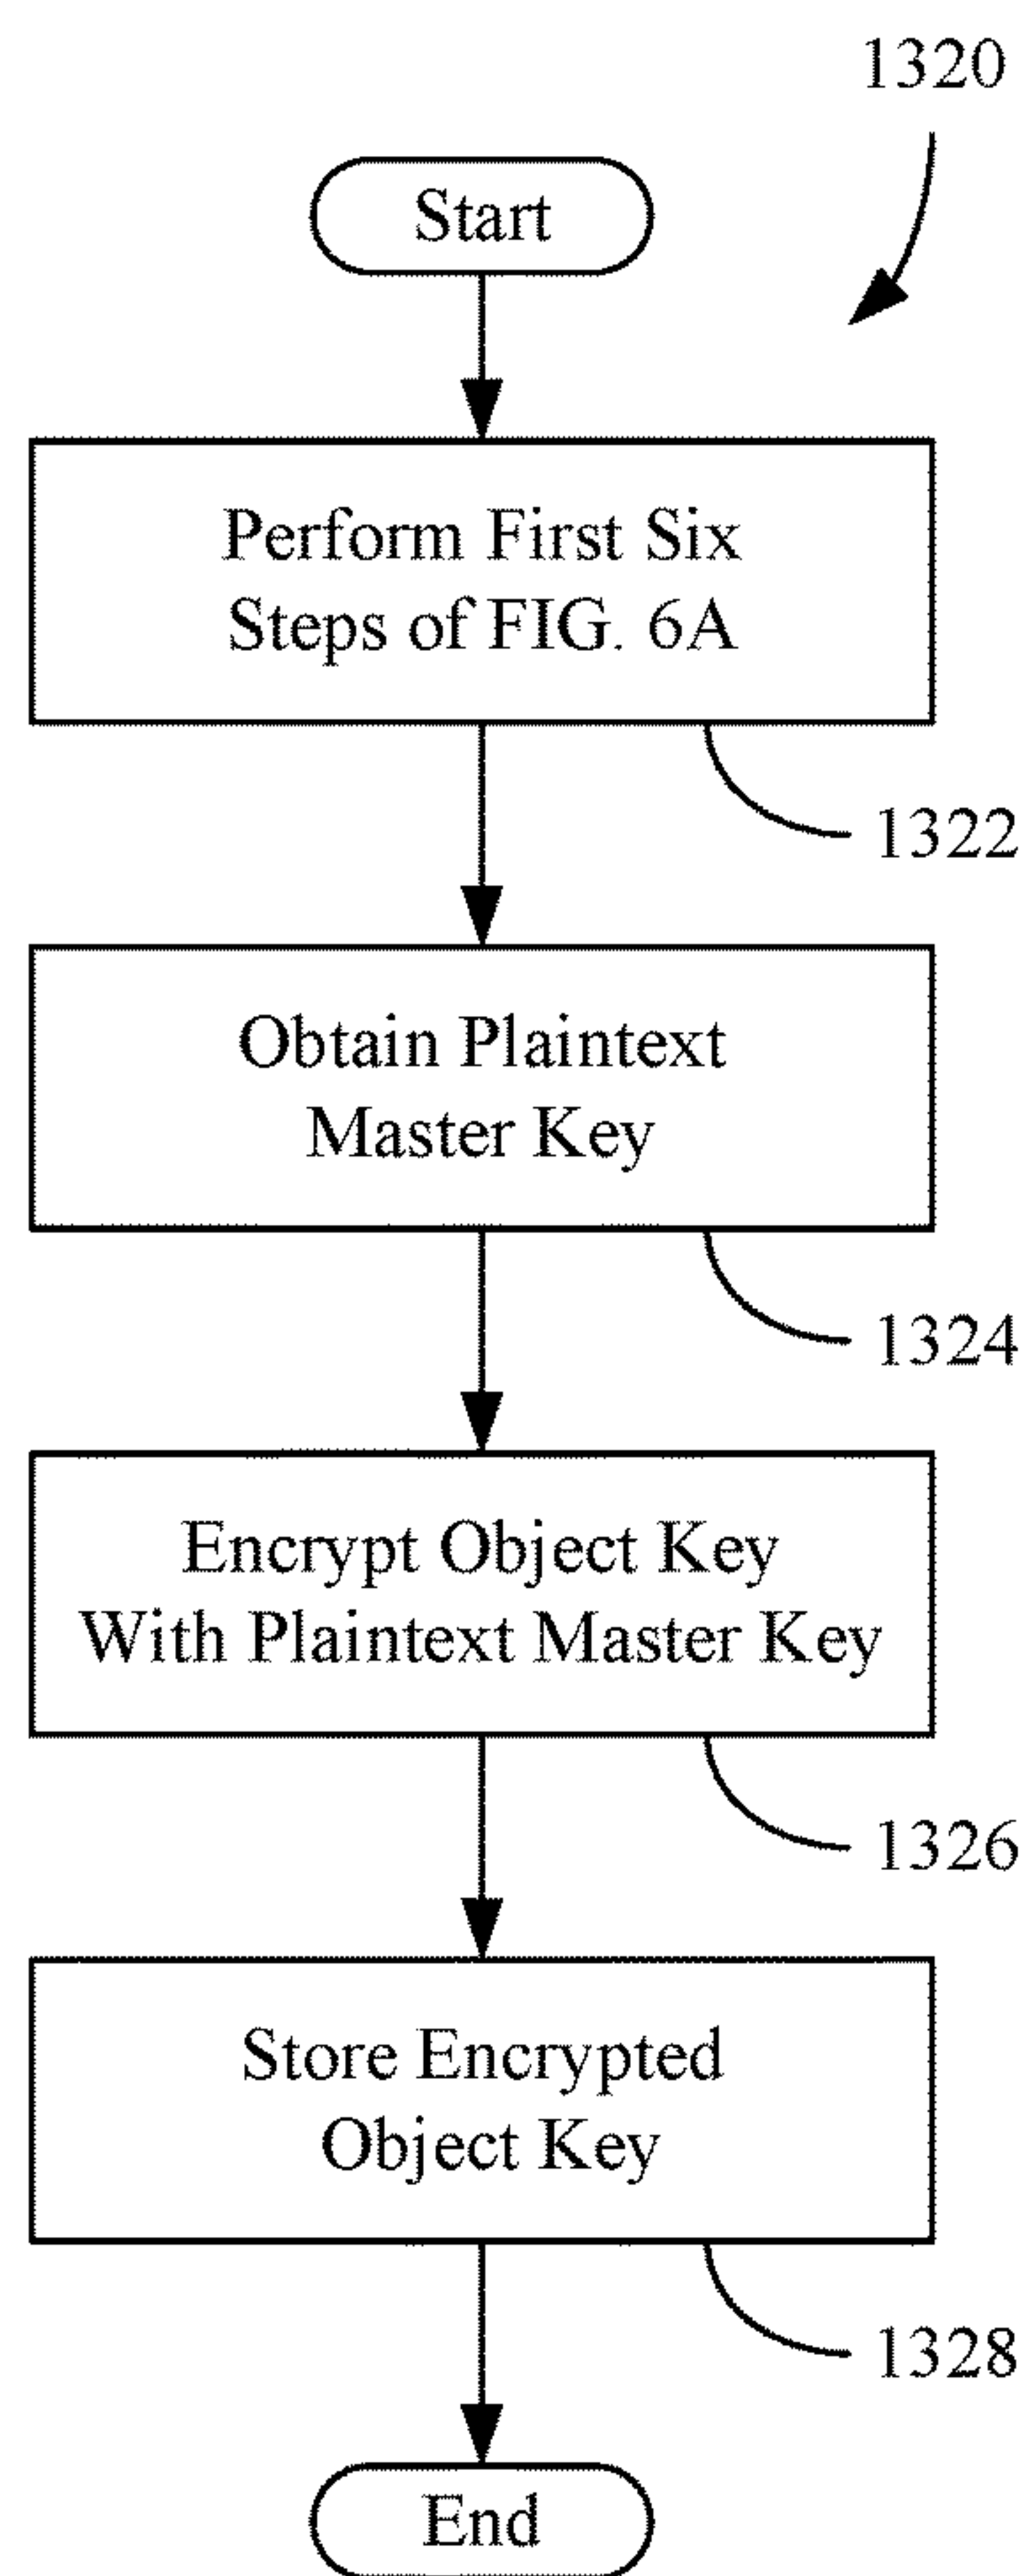 1320
Start
Perform First Six
Steps of FIG. 6A
1322
Obtain Plaintext
Master Key
1324
Encrypt Object Key
With Plaintext Master Key
1326
Store Encrypted
Object Key
1328
End